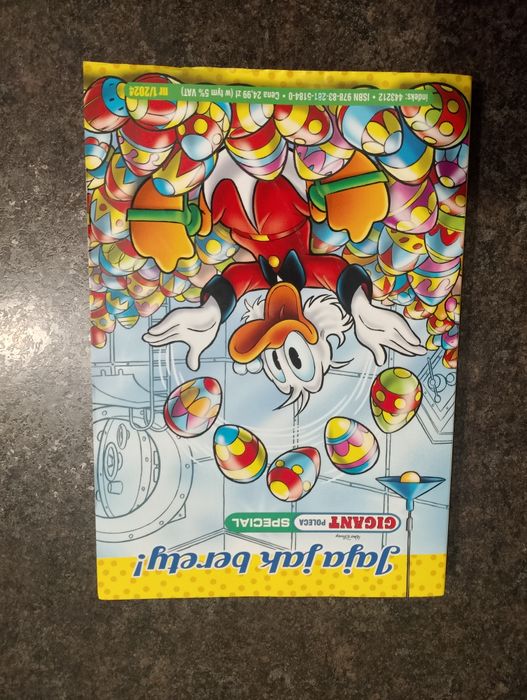 Jaja jak berety!
Walt Disney
GIGANT POLECA SPECIAL
Indeks: 443212 • ISBN 978-83-281-5184-0 • Cena 24,99 zł (w tym 5% VAT) nr 1/2024